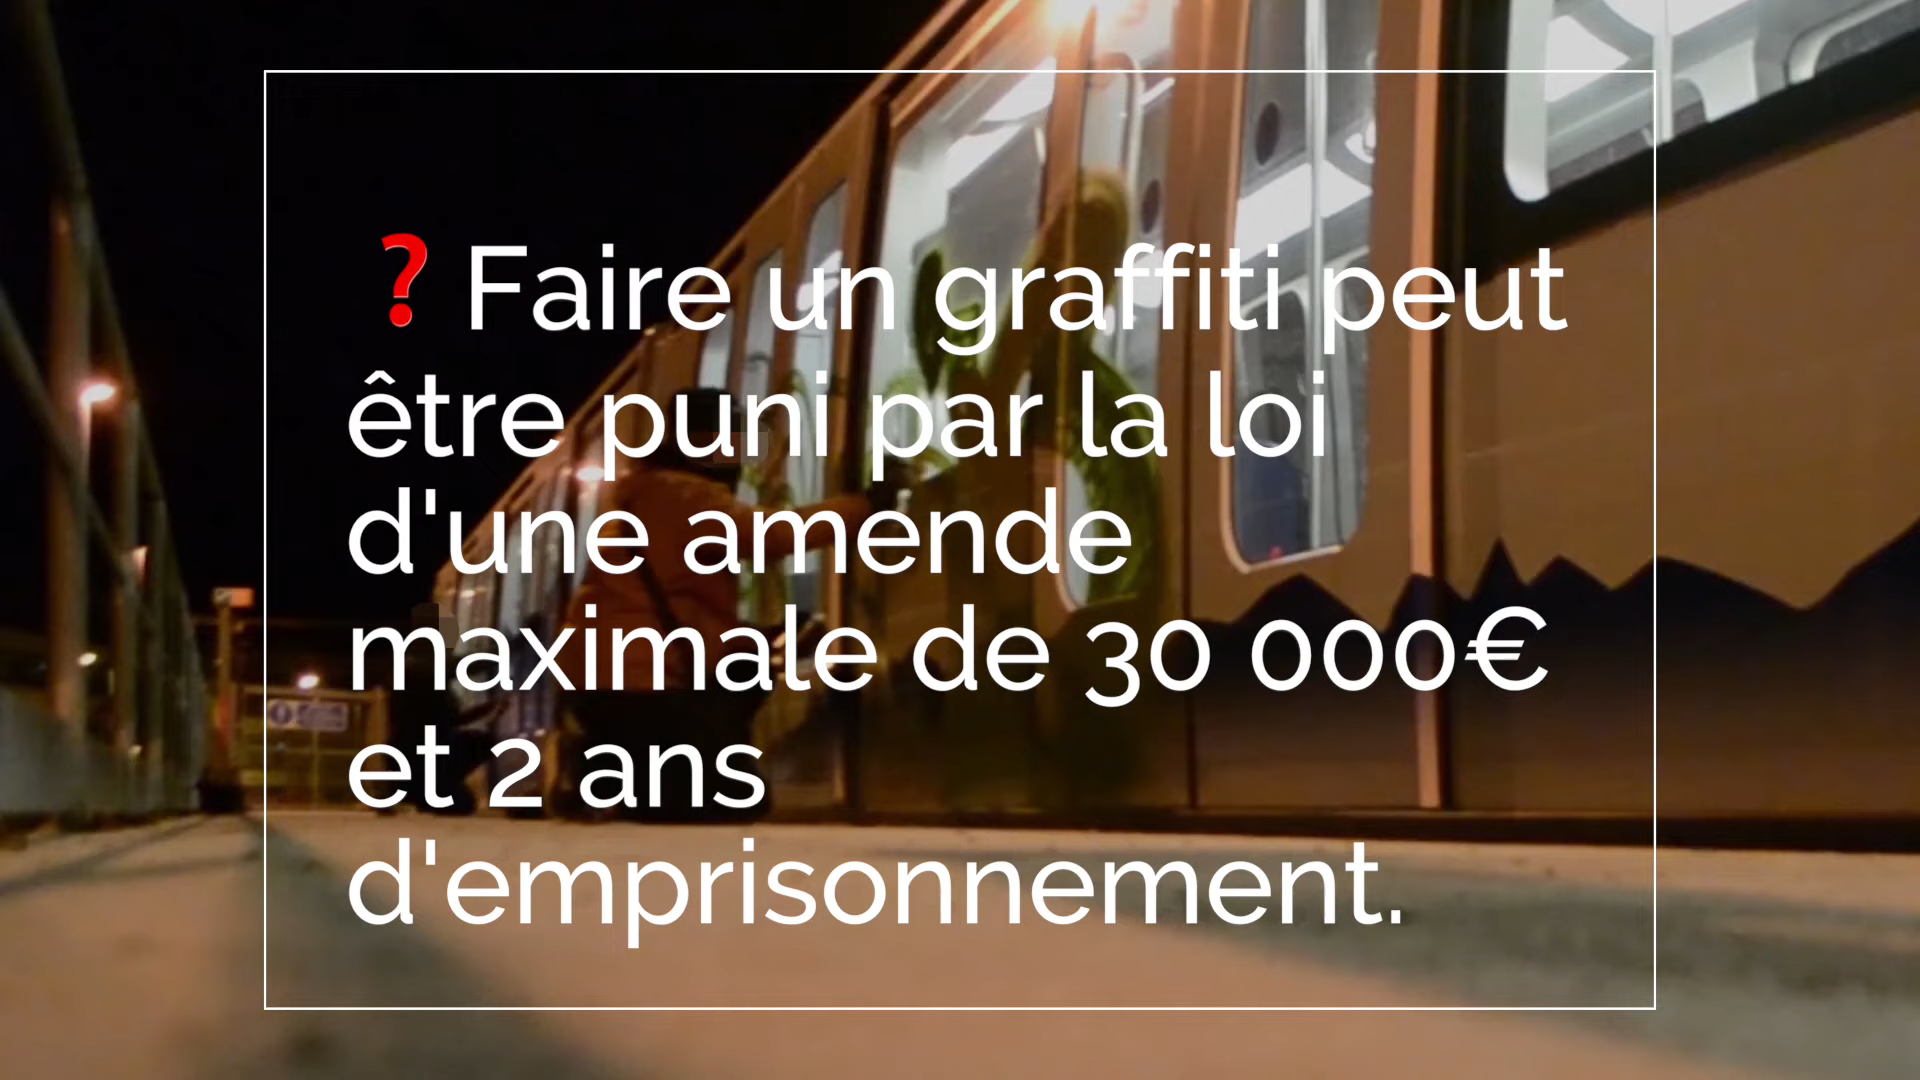 ❓ Faire un graffiti peut
être puni par la loi
d'une amende
maximale de 30 000€
et 2 ans
d'emprisonnement.